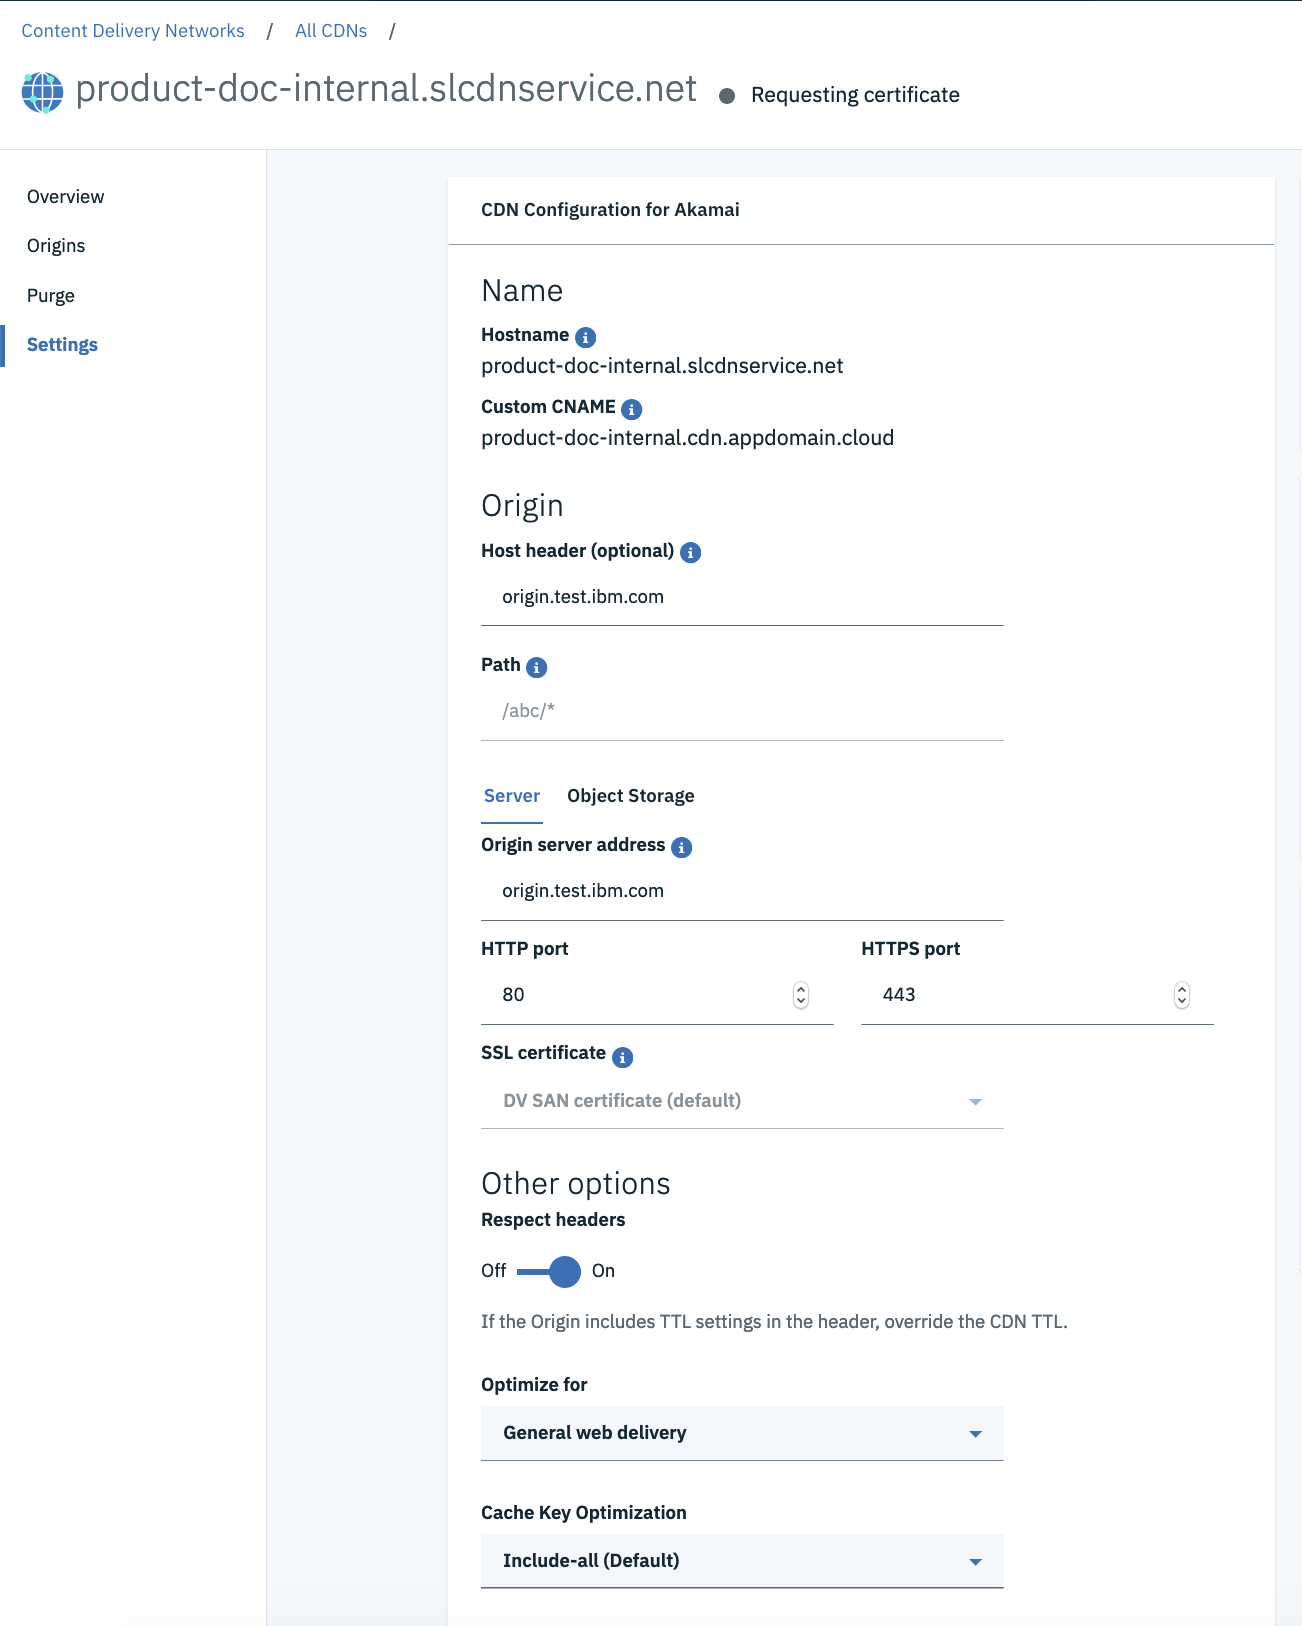 Content Delivery Networks / All CDNs /
product-doc-internal.slcdnservice.net Requesting certificate
Overview
Origins
Purge
Settings
CDN Configuration for Akamai
Name
Hostname
product-doc-internal.slcdnservice.net
Custom CNAME
product-doc-internal.cdn.appdomain.cloud
Origin
Host header (optional)
origin.test.ibm.com
Path
/abc/*
Server Object Storage
Origin server address
origin.test.ibm.com
HTTP port HTTPS port
80 443
SSL certificate
DV SAN certificate (default)
Other options
Respect headers
Off On
If the Origin includes TTL settings in the header, override the CDN TTL.
Optimize for
General web delivery
Cache Key Optimization
Include-all (Default)